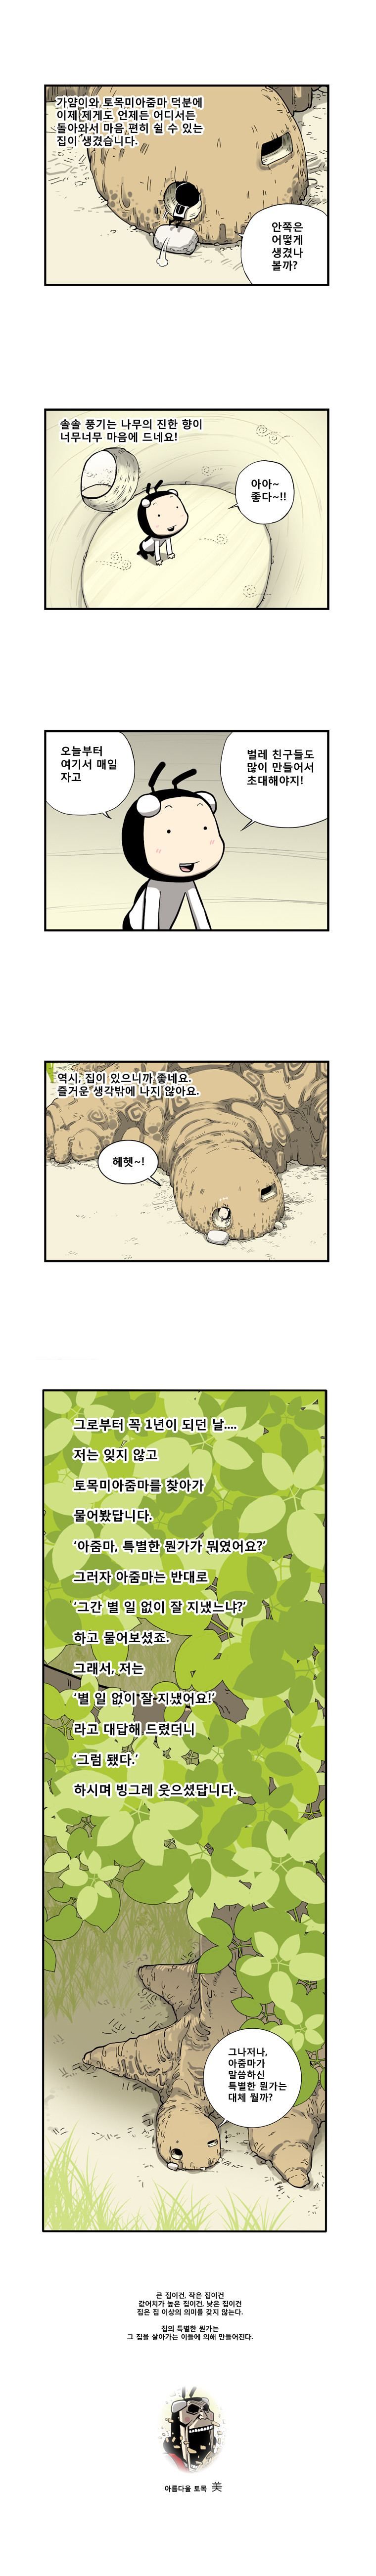 가얌이와 토목미아줌마 덕분에
이제 제게도 언제든 어디서든
돌아와서 마음 편히 쉴 수 있는
집이 생겼습니다.
안쪽은
어떻게
생겼나
볼까?
솔솔 풍기는 나무의 진한 향이
너무너무 마음에 드네요!
아아~
좋다~!!
오늘부터
여기서 매일
자고
벌레 친구들도
많이 만들어서
초대해야지!
역시, 집이 있으니까 좋네요.
즐거운 생각밖에 나지 않아요.
헤헷~!
그로부터 꼭 1년이 되던 날....
저는 잊지 않고
토목미아줌마를 찾아가
물어봤답니다.
'아줌마, 특별한 뭔가가 뭐였어요?'
그러자 아줌마는 반대로
'그간 별 일 없이 잘 지냈느냐?'
하고 물어보셨죠.
그래서, 저는
'별 일 없이 잘 지냈어요!'
라고 대답해 드렸더니
'그럼 됐다.'
하시며 빙그레 웃으셨답니다.
그나저나,
아줌마가
말씀하신
특별한 뭔가는
대체 뭘까?
큰 집이건, 작은 집이건
값어치가 높은 집이건, 낮은 집이건
집은 집 이상의 의미를 갖지 않는다.
집의 특별한 뭔가는
그 집을 살아가는 이들에 의해 만들어진다.
아름다울 토목 美